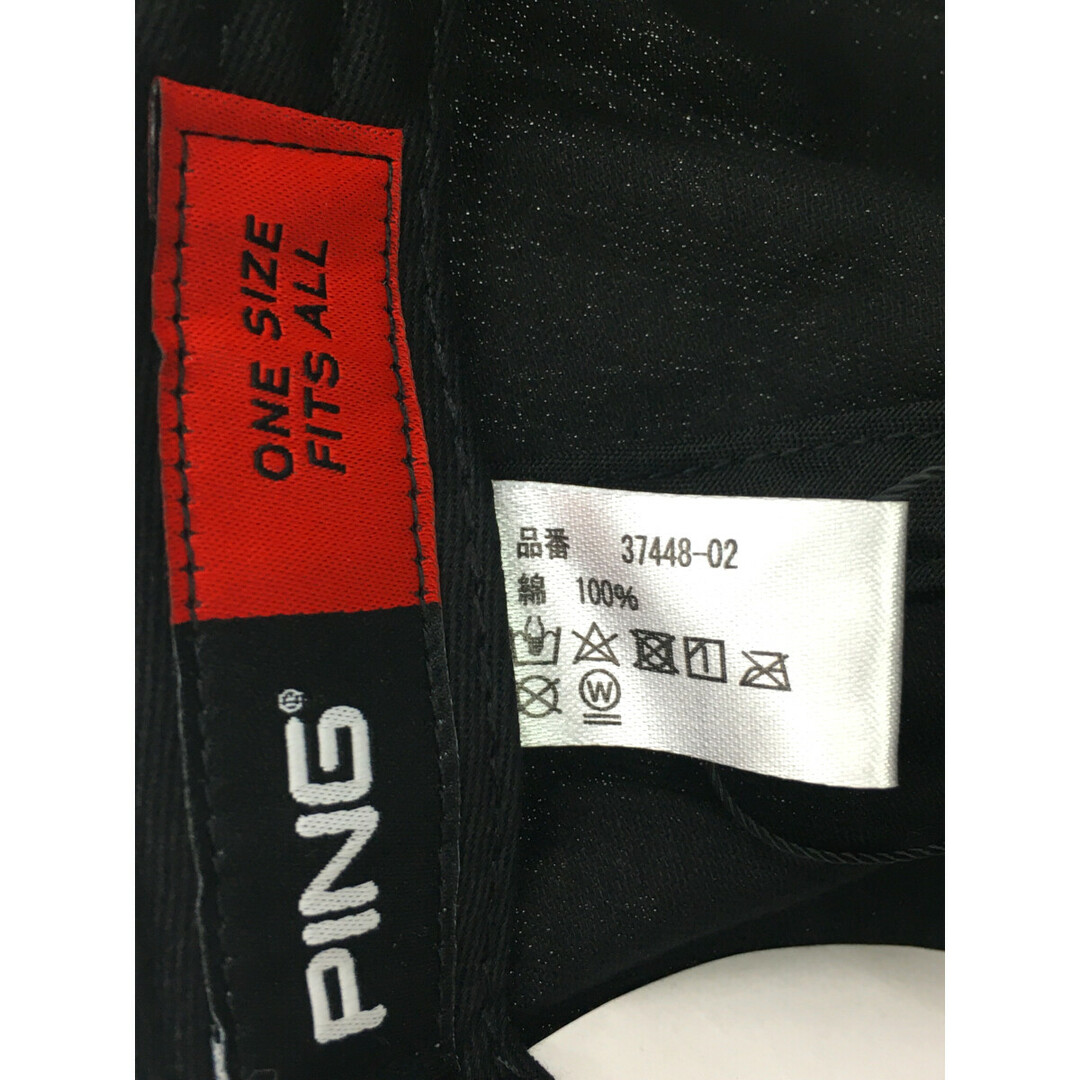 ONE SIZE
FITS ALL
PING®
品番 37448-02
綿 100%
W